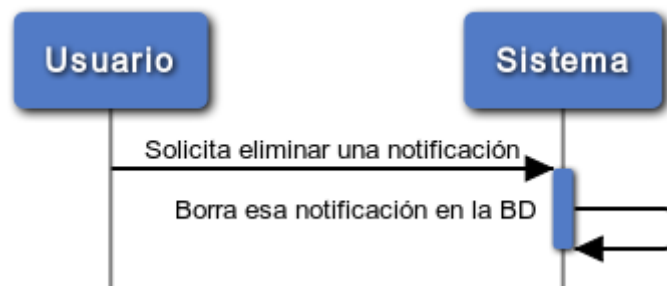 Usuario
Sistema
Solicita eliminar una notificación
Borra esa notificación en la BD